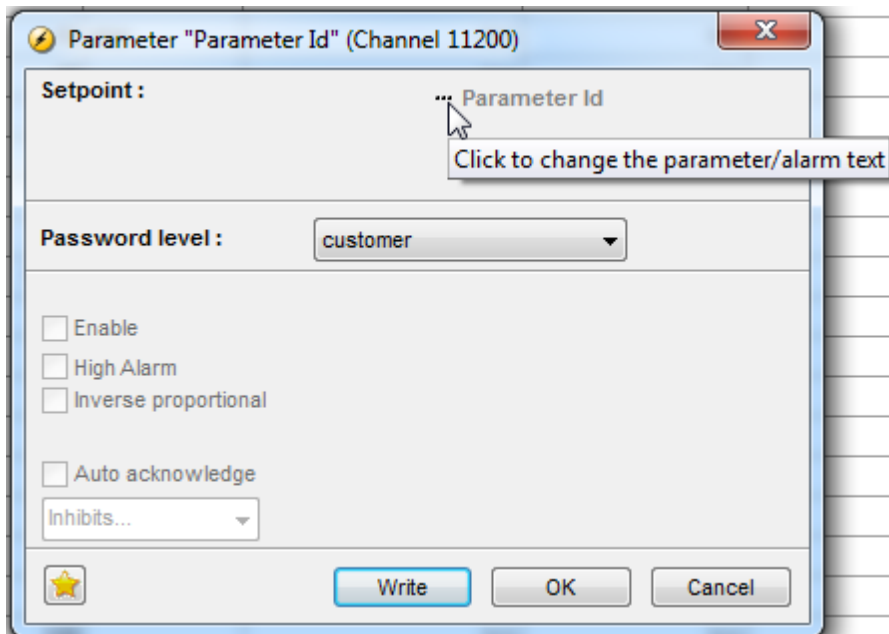 Parameter "Parameter Id" (Channel 11200)
Setpoint :
... Parameter Id
Click to change the parameter/alarm text
Password level :
customer
Enable
High Alarm
Inverse proportional
Auto acknowledge
Inhibits...
Write
OK
Cancel